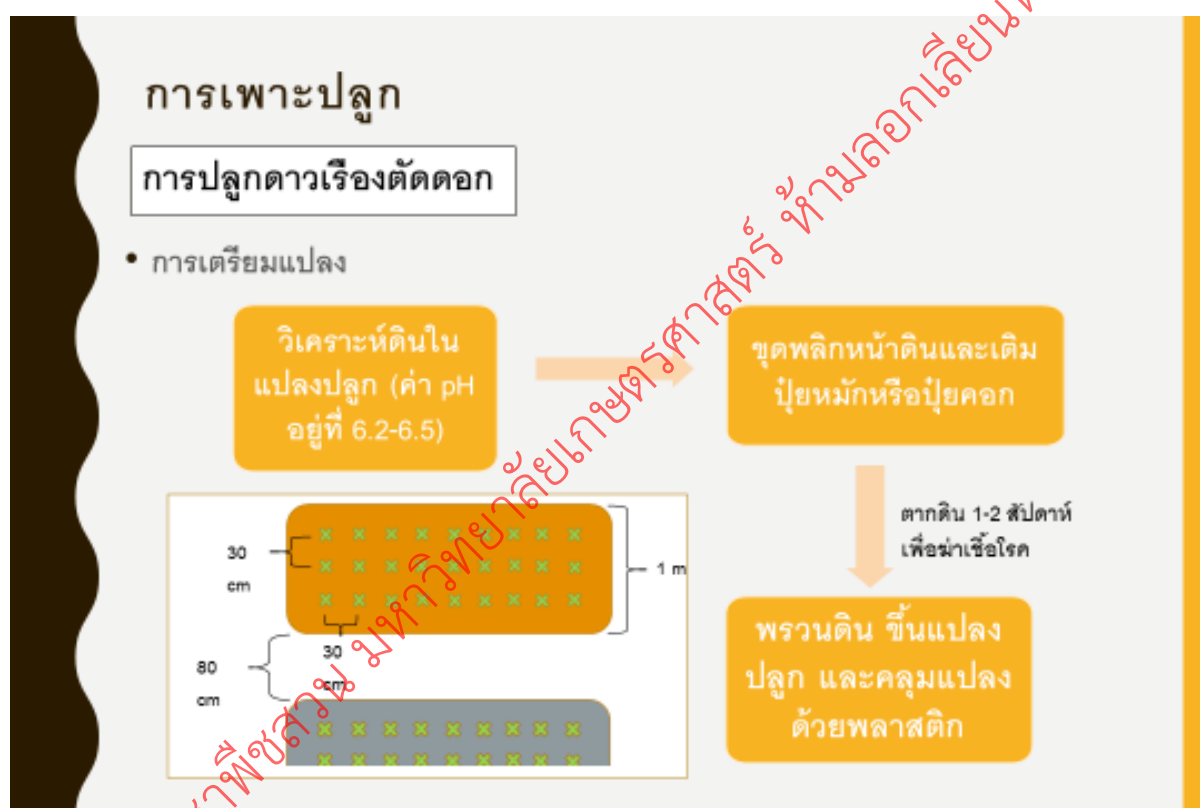 การเพาะปลูก
การปลูกดาวเรืองตัดดอก
• การเตรียมแปลง
วิเคราะห์ดินใน
แปลงปลูก (ค่า pH
อยู่ที่ 6.2-6.5)
ขุดพลิกหน้าดินและเติม
ปุ๋ยหมักหรือปุ๋ยคอก
ตากดิน 1-2 สัปดาห์
เพื่อฆ่าเชื้อโรค
พรวนดิน ขึ้นแปลง
ปลูก และคลุมแปลง
ด้วยพลาสติก
30
cm
1 m
30
cm
80
cm
พืชสวน มหาวิทยาลัยเกษตรศาสตร์ ห้ามลอกเลียน